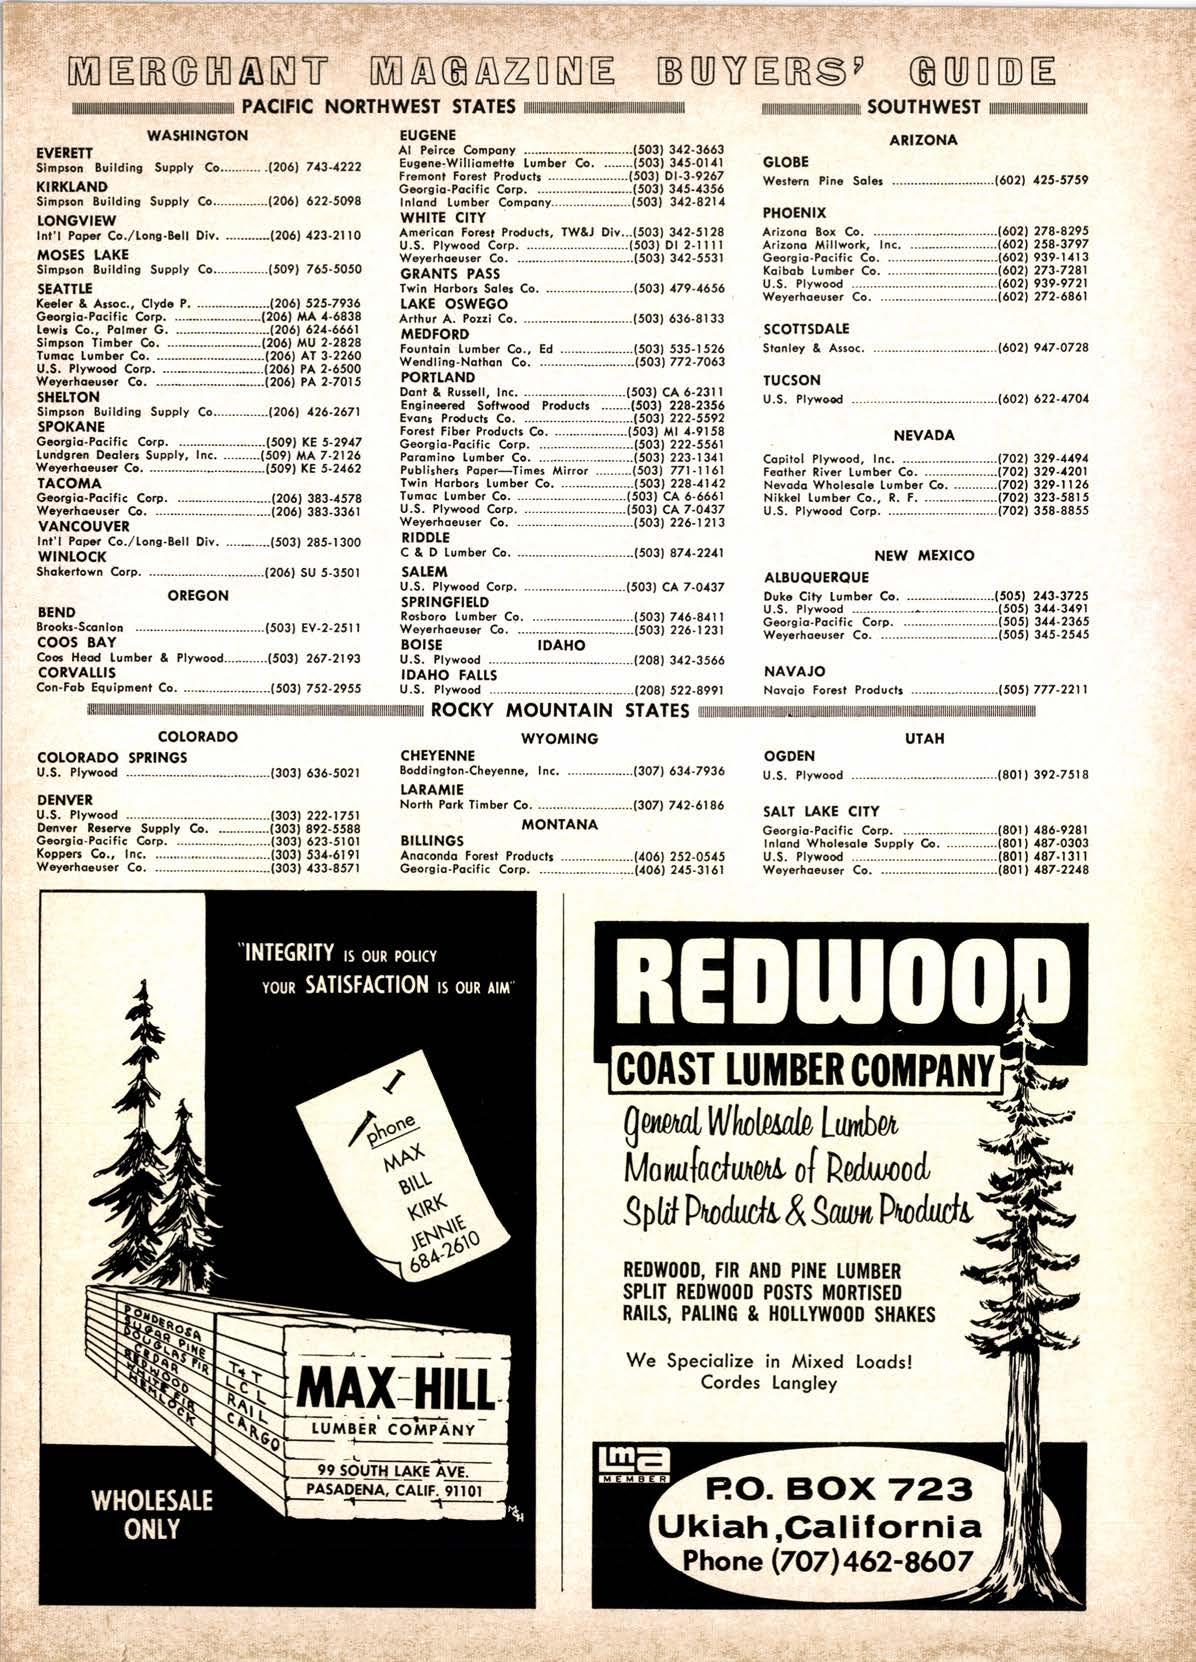 MERCHANT MAGAZINE BUYERS' GUIDE
PACIFIC NORTHWEST STATES
WASHINGTON
EVERETT
Simpson Building Supply Co. (206) 743-4222
KIRKLAND
Simpson Building Supply Co. (206) 622-5098
LONGVIEW
Int'l Paper Co./Long-Bell Div. (206) 423-2110
MOSES LAKE
Simpson Building Supply Co. (509) 765-5050
SEATTLE
Keeler & Assoc., Clyde P. (206) 525-7936
Georgia-Pacific Corp. (206) MA 4-6838
Lewis Co., Palmer G. (206) 624-6661
Simpson Timber Co. (206) MU 2-2828
Tumac Lumber Co. (206) AT 3-2260
U.S. Plywood Corp. (206) PA 2-6500
Weyerhaeuser Co. (206) PA 2-7015
SHELTON
Simpson Building Supply Co. (206) 426-2671
SPOKANE
Georgia-Pacific Corp. (509) KE 5-2947
Lundgren Dealers Supply, Inc. (509) MA 7-2126
Weyerhaeuser Co. (509) KE 5-2462
TACOMA
Georgia-Pacific Corp. (206) 383-4578
Weyerhaeuser Co. (206) 383-3361
VANCOUVER
Int'l Paper Co./Long-Bell Div. (503) 285-1300
WINLOCK
Shakertown Corp. (206) SU 5-3501
OREGON
BEND
Brooks-Scanlon (503) EV-2-2511
COOS BAY
Coos Head Lumber & Plywood (503) 267-2193
CORVALLIS
Con-Fab Equipment Co. (503) 752-2955
EUGENE
Al Peirce Company (503) 342-3663
Eugene-Williamette Lumber Co. (503) 345-0141
Fremont Forest Products (503) DI-3-9267
Georgia-Pacific Corp. (503) 345-4356
Inland Lumber Company (503) 342-8214
WHITE CITY
American Forest Products, TW&J Div. (503) 342-5128
U.S. Plywood Corp. (503) DI 2-1111
Weyerhaeuser Co. (503) 342-5531
GRANTS PASS
Twin Harbors Sales Co. (503) 479-4656
LAKE OSWEGO
Arthur A. Pozzi Co. (503) 636-8133
MEDFORD
Fountain Lumber Co., Ed (503) 535-1526
Wendling-Nathan Co. (503) 772-7063
PORTLAND
Dant & Russell, Inc. (503) CA 6-2311
Engineered Softwood Products (503) 228-2356
Evans Products Co. (503) 222-5592
Forest Fiber Products Co. (503) MI 4-9158
Georgia-Pacific Corp. (503) 222-5561
Paramino Lumber Co. (503) 223-1341
Publishers Paper—Times Mirror (503) 771-1161
Twin Harbors Lumber Co. (503) 228-4142
Tumac Lumber Co. (503) CA 6-6661
U.S. Plywood Corp. (503) CA 7-0437
Weyerhaeuser Co. (503) 226-1213
RIDDLE
C & D Lumber Co. (503) 874-2241
SALEM
U.S. Plywood Corp. (503) CA 7-0437
SPRINGFIELD
Rosboro Lumber Co. (503) 746-8411
Weyerhaeuser Co. (503) 226-1231
BOISE IDAHO
U.S. Plywood (208) 342-3566
IDAHO FALLS
U.S. Plywood (208) 522-8991
SOUTHWEST
ARIZONA
GLOBE
Western Pine Sales (602) 425-5759
PHOENIX
Arizona Box Co. (602) 278-8295
Arizona Millwork, Inc. (602) 258-3797
Georgia-Pacific Co. (602) 939-1413
Kaibab Lumber Co. (602) 273-7281
U.S. Plywood (602) 939-9721
Weyerhaeuser Co. (602) 272-6861
SCOTTSDALE
Stanley & Assoc. (602) 947-0728
TUCSON
U.S. Plywood (602) 622-4704
NEVADA
Capitol Plywood, Inc. (702) 329-4494
Feather River Lumber Co. (702) 329-4201
Nevada Wholesale Lumber Co. (702) 329-1126
Nikkel Lumber Co., R. F. (702) 323-5815
U.S. Plywood Corp. (702) 358-8855
NEW MEXICO
ALBUQUERQUE
Duke City Lumber Co. (505) 243-3725
U.S. Plywood (505) 344-3491
Georgia-Pacific Corp. (505) 344-2365
Weyerhaeuser Co. (505) 345-2545
NAVAJO
Navajo Forest Products (505) 777-2211
ROCKY MOUNTAIN STATES
COLORADO
COLORADO SPRINGS
U.S. Plywood (303) 636-5021
DENVER
U.S. Plywood (303) 222-1751
Denver Reserve Supply Co. (303) 892-5588
Georgia-Pacific Corp. (303) 623-5101
Koppers Co., Inc. (303) 534-6191
Weyerhaeuser Co. (303) 433-8571
WYOMING
CHEYENNE
Boddington-Cheyenne, Inc. (307) 634-7936
LARAMIE
North Park Timber Co. (307) 742-6186
MONTANA
BILLINGS
Anaconda Forest Products (406) 252-0545
Georgia-Pacific Corp. (406) 245-3161
UTAH
OGDEN
U.S. Plywood (801) 392-7518
SALT LAKE CITY
Georgia-Pacific Corp. (801) 486-9281
Inland Wholesale Supply Co. (801) 487-0303
U.S. Plywood (801) 487-1311
Weyerhaeuser Co. (801) 487-2248
"INTEGRITY IS OUR POLICY
YOUR SATISFACTION IS OUR AIM"
phone
MAX
BILL
KIRK
JENNIE
684-2610
PONDEROSA
SUGAR PINE
DOUGLAS FIR
CEDAR
REDWOOD
WHITE FIR
HEMLOCK
T & T
L C L
RAIL
CARGO
MAX HILL
LUMBER COMPANY
99 SOUTH LAKE AVE.
PASADENA, CALIF. 91101
MCH
WHOLESALE
ONLY
REDWOOD
COAST LUMBER COMPANY
General Wholesale Lumber
Manufacturers of Redwood
Split Products & Sawn Products
REDWOOD, FIR AND PINE LUMBER
SPLIT REDWOOD POSTS MORTISED
RAILS, PALING & HOLLYWOOD SHAKES
We Specialize in Mixed Loads!
Cordes Langley
lma
MEMBER
P.O. BOX 723
Ukiah, California
Phone (707) 462-8607